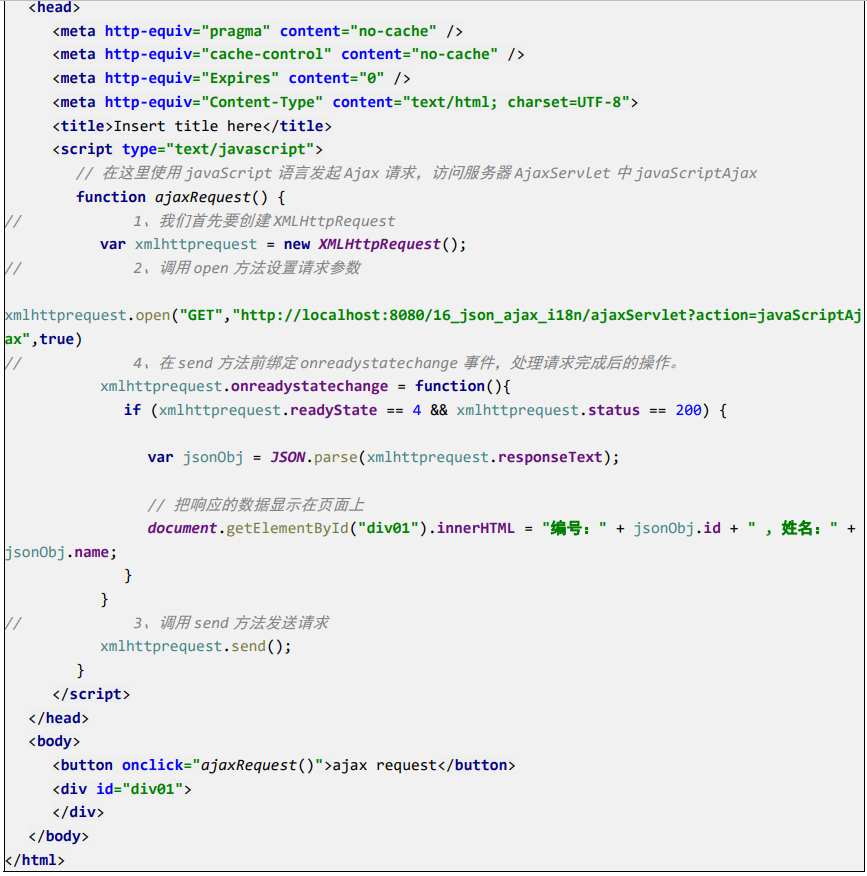 <head>
<meta http-equiv="pragma" content="no-cache" />
<meta http-equiv="cache-control" content="no-cache" />
<meta http-equiv="Expires" content="0" />
<meta http-equiv="Content-Type" content="text/html; charset=UTF-8">
<title>Insert title here</title>
<script type="text/javascript">
// 在这里使用 javaScript 语言发起 Ajax 请求，访问服务器 AjaxServlet 中 javaScriptAjax
function ajaxRequest() {
// 1、我们首先要创建 XMLHttpRequest
var xmlhttprequest = new XMLHttpRequest();
// 2、调用 open 方法设置请求参数
xmlhttprequest.open("GET","http://localhost:8080/16_json_ajax_i18n/ajaxServlet?action=javaScriptAj
ax",true)
// 4、在 send 方法前绑定 onreadystatechange 事件，处理请求完成后的操作。
xmlhttprequest.onreadystatechange = function(){
if (xmlhttprequest.readyState == 4 && xmlhttprequest.status == 200) {
var jsonObj = JSON.parse(xmlhttprequest.responseText);
// 把响应的数据显示在页面上
document.getElementById("div01").innerHTML = "编号：" + jsonObj.id + " , 姓名：" +
jsonObj.name;
}
}
// 3、调用 send 方法发送请求
xmlhttprequest.send();
}
</script>
</head>
<body>
<button onclick="ajaxRequest()">ajax request</button>
<div id="div01">
</div>
</body>
</html>